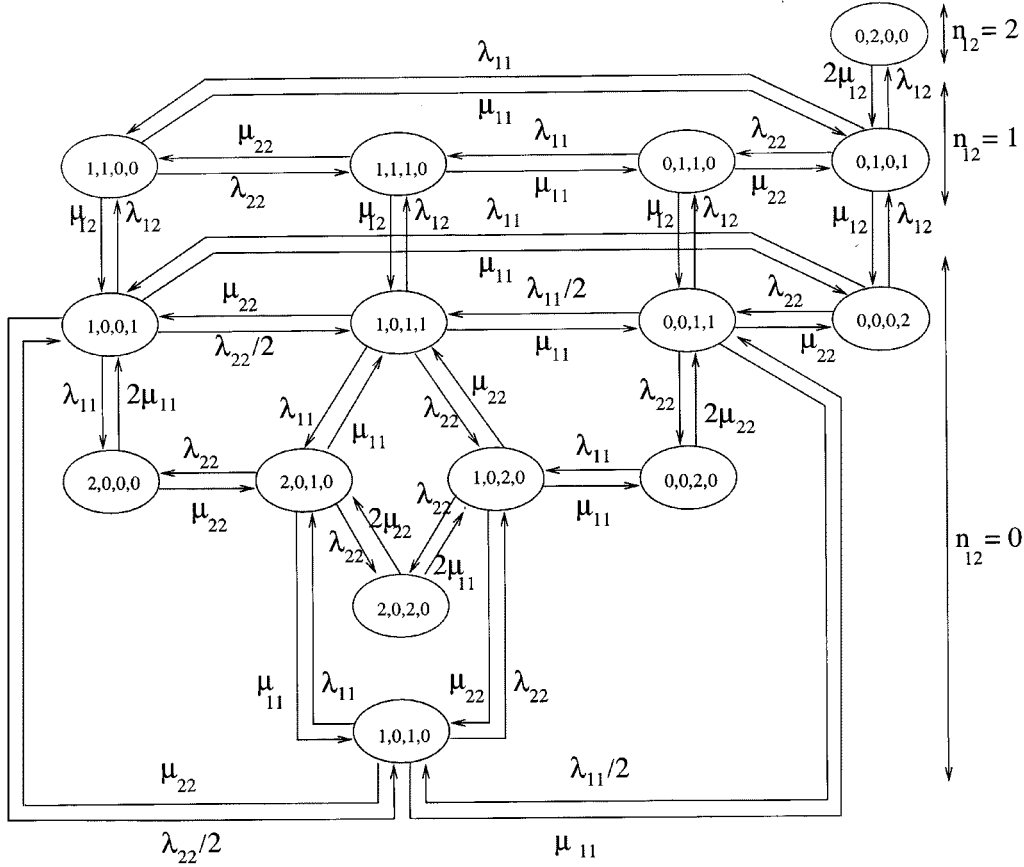 0,2,0,0
n12 = 2
λ11
2μ12 λ12
μ11
μ22 λ11 λ22 n12 = 1
1,1,0,0 1,1,1,0 0,1,1,0 0,1,0,1
λ22 μ11 μ22
μ12 λ12 μ12 λ12 λ11 μ12 λ12 μ12 λ12
μ11
μ22 λ11/2 λ22
1,0,0,1 1,0,1,1 0,0,1,1 0,0,0,2
λ22/2 μ11 μ22
λ11 2μ11 λ11 μ11 λ22 μ22 λ22 2μ22
λ22 λ11
2,0,0,0 2,0,1,0 1,0,2,0 0,0,2,0
μ22 λ22 2μ22 λ22 2μ11 μ11
n12 = 0
2,0,2,0
μ11 λ11 μ22 λ22
1,0,1,0
μ22 λ11/2
λ22/2 μ11